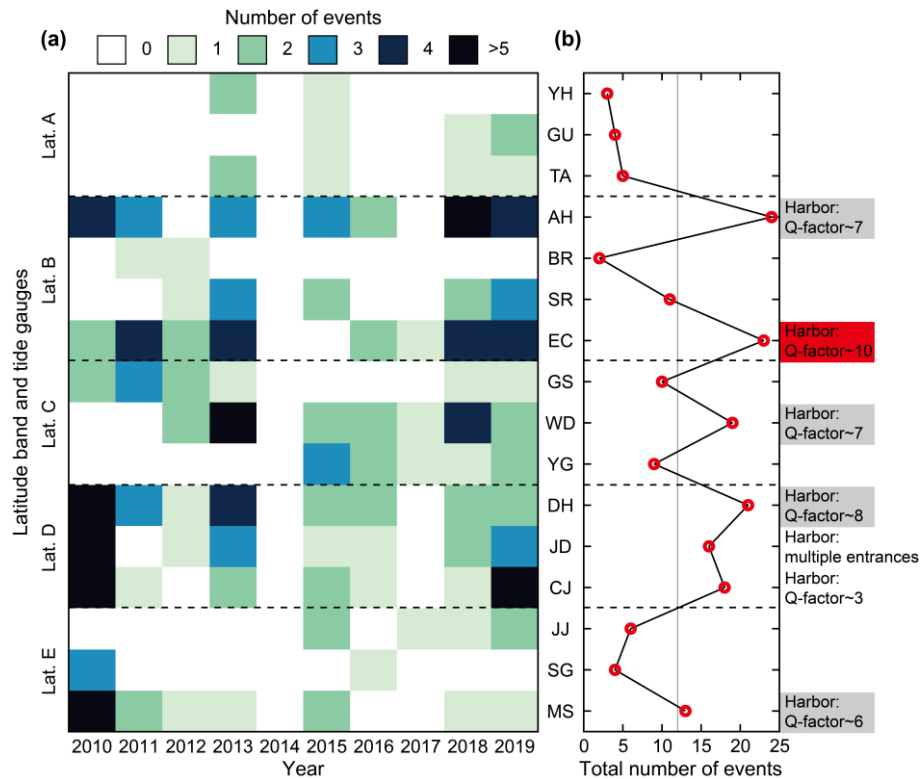 Number of events
(a)
0 1 2 3 4 >5
(b)
Latitude band and tide gauges
Lat. A
Lat. B
Lat. C
Lat. D
Lat. E
2010 2011 2012 2013 2014 2015 2016 2017 2018 2019
Year
YH
GU
TA
AH
BR
SR
EC
GS
WD
YG
DH
JD
CJ
JJ
SG
MS
0 5 10 15 20 25
Total number of events
Harbor:
Q-factor~7
Harbor:
Q-factor~10
Harbor:
Q-factor~7
Harbor:
Q-factor~8
Harbor:
multiple entrances
Harbor:
Q-factor~3
Harbor:
Q-factor~6